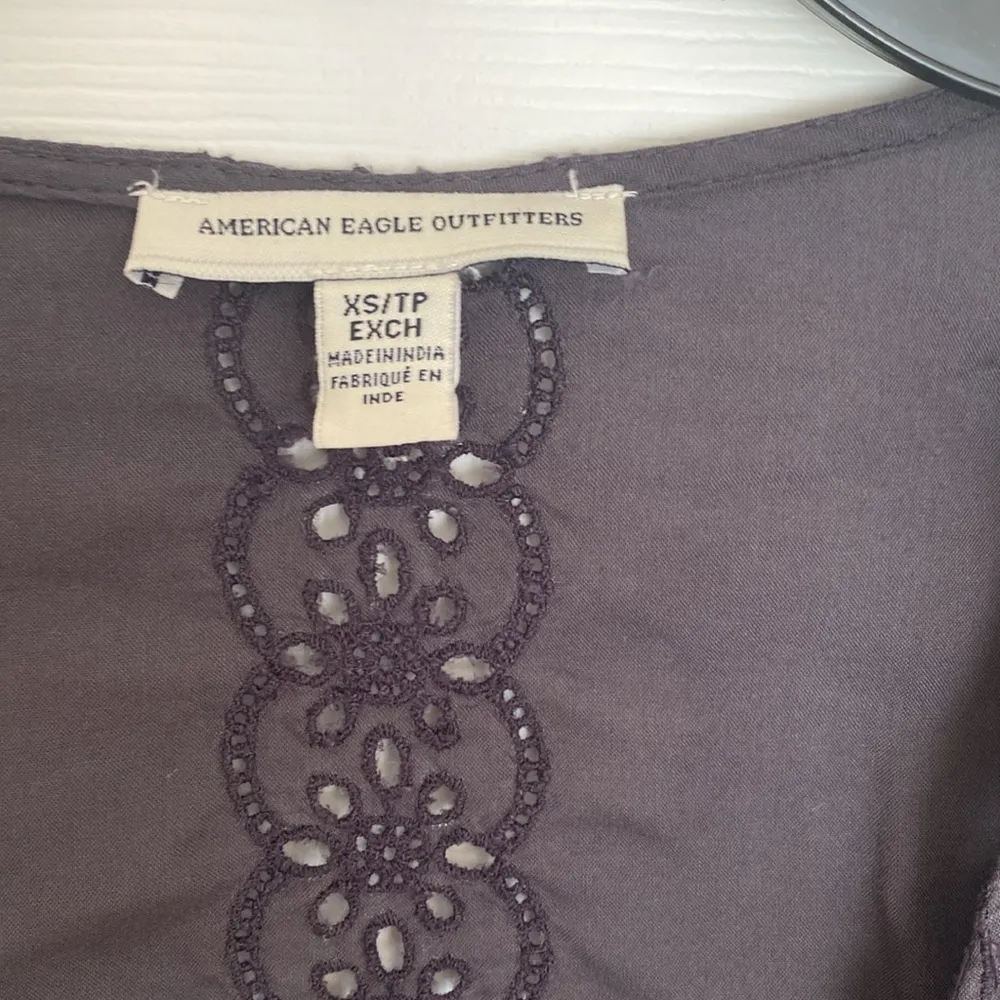 AMERICAN EAGLE OUTFITTERS
XS/TP
EXCH
MADEININDIA
FABRIQUÉ EN
INDE